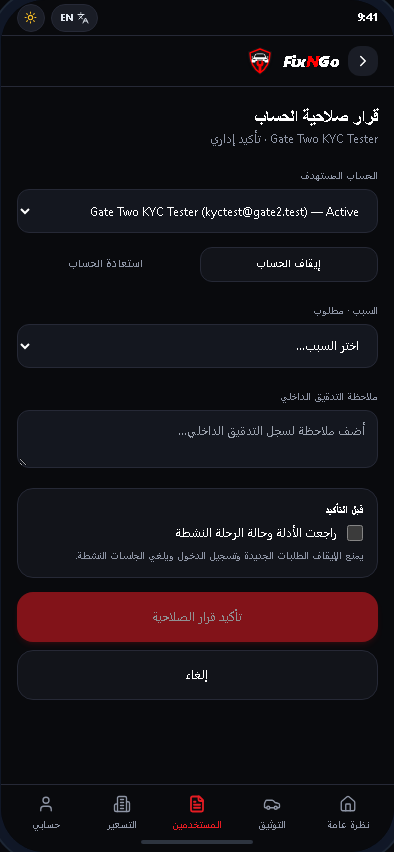 EN
9:41
FixNGo
قرار صلاحية الحساب
Gate Two KYC Tester · تأكيد إداري
الحساب المستهدف
Gate Two KYC Tester (kyctest@gate2.test) — Active
إيقاف الحساب
استعادة الحساب
السبب · مطلوب
اختر السبب...
ملاحظة التدقيق الداخلي
أضف ملاحظة لسجل التدقيق الداخلي...
قبل التأكيد
راجعت الأدلة وحالة الرحلة النشطة
يمنع الإيقاف الطلبات الجديدة وتسجيل الدخول ويلغي الجلسات النشطة.
تأكيد قرار الصلاحية
إلغاء
نظرة عامة
التوثيق
المستخدمين
التسعير
حسابي